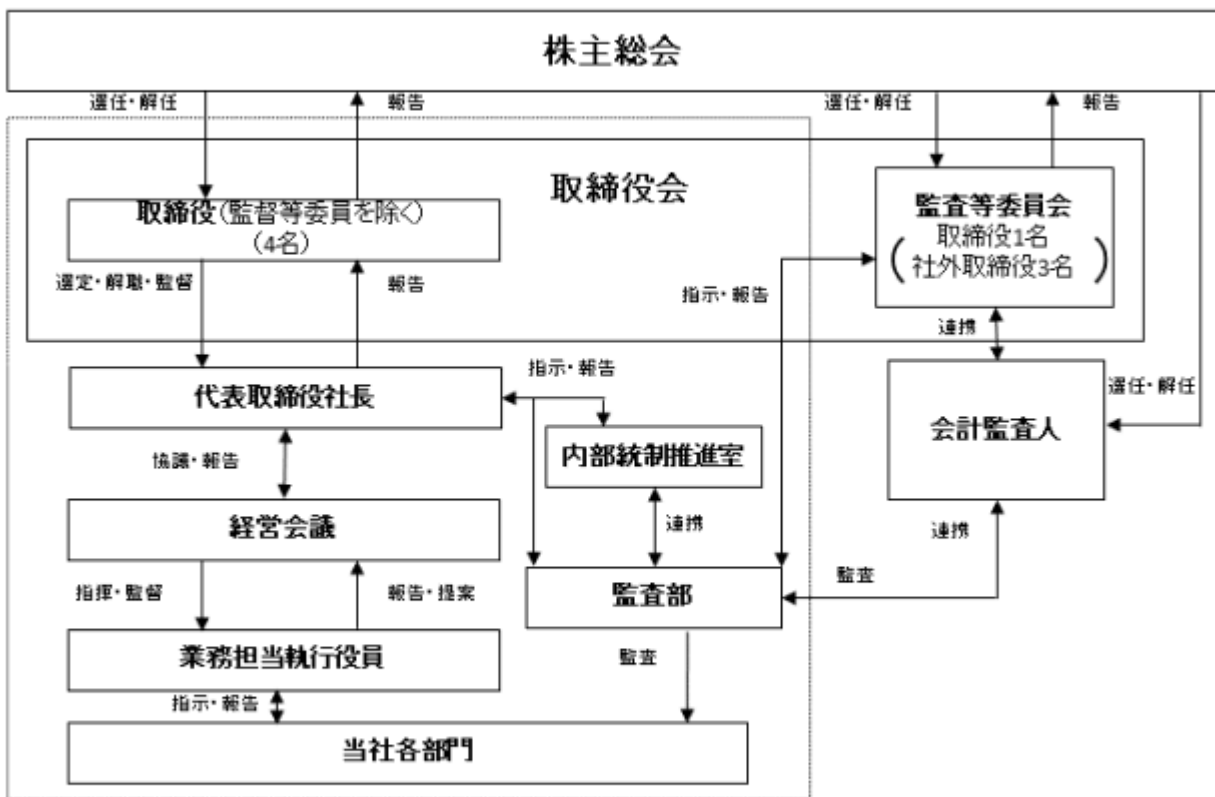 株主総会
選任・解任
報告
選任・解任
報告
取締役会
取締役(監督等委員を除く)
(4名)
監査等委員会
取締役1名
社外取締役3名
選定・解職・監督
報告
指示・報告
連携
指示・報告
選任・解任
代表取締役社長
会計監査人
内部統制推進室
協議・報告
経営会議
連携
連携
指揮・監督
報告・提案
監査部
監査
業務担当執行役員
監査
指示・報告
当社各部門